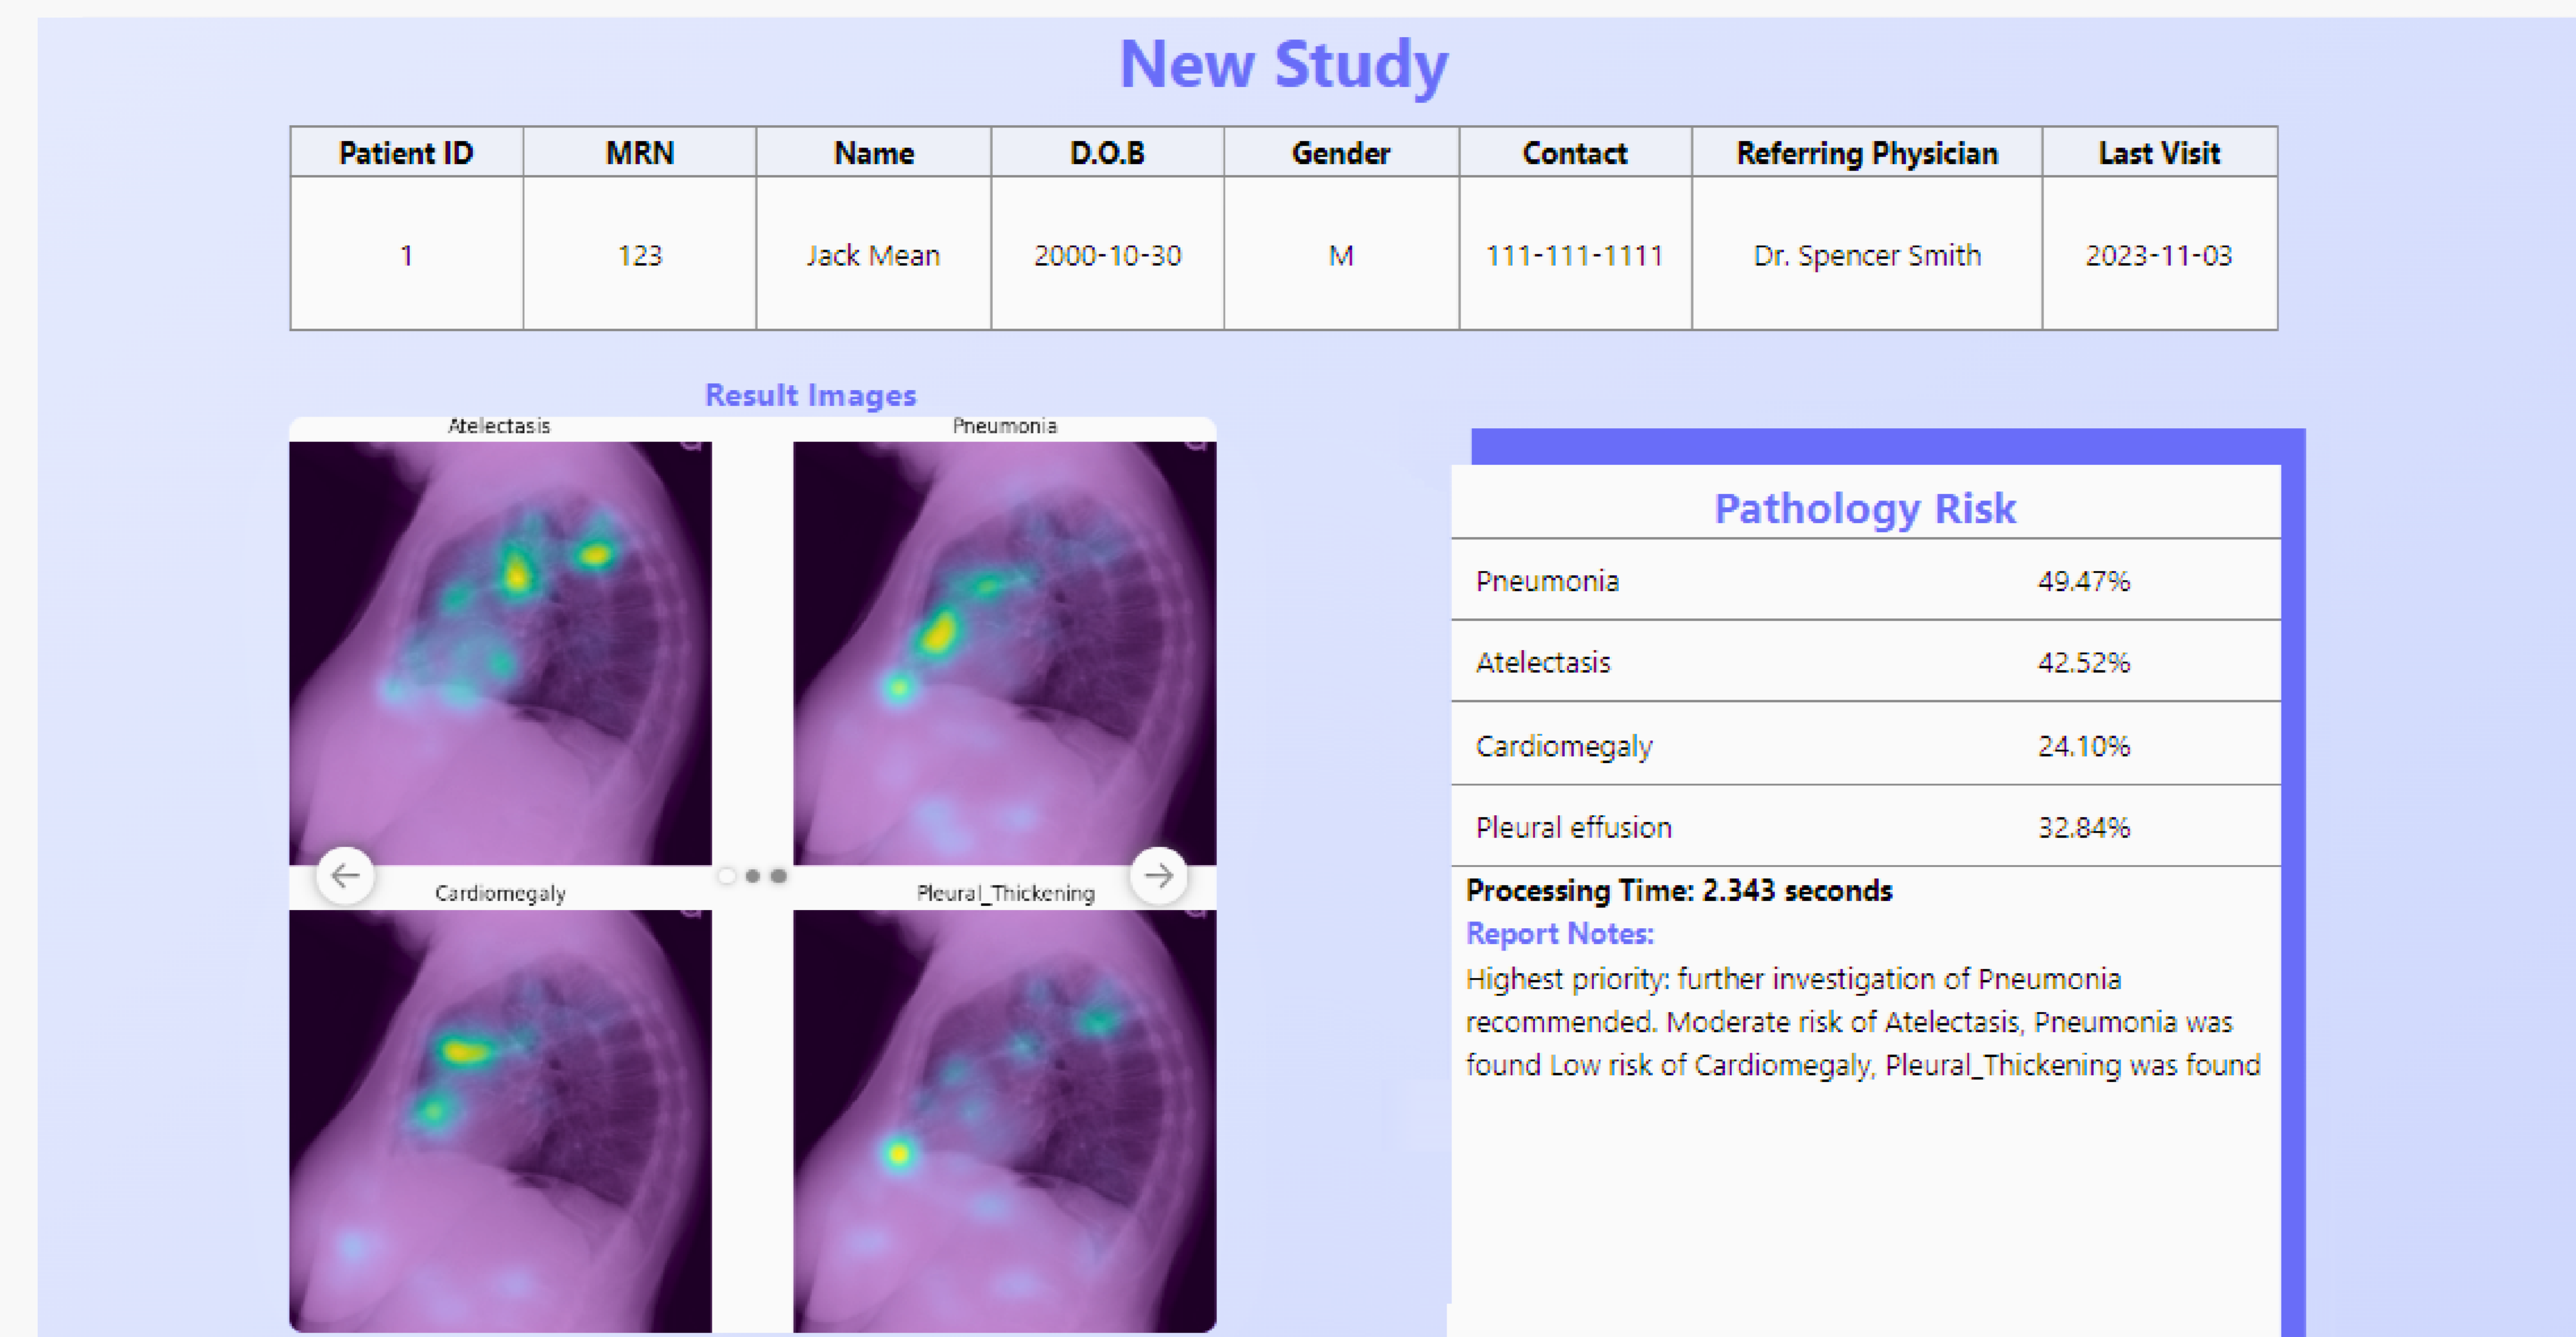 New Study
Patient ID MRN Name D.O.B Gender Contact Referring Physician Last Visit
1 123 Jack Mean 2000-10-30 M 111-111-1111 Dr. Spencer Smith 2023-11-03
Result Images
Atelectasis Pneumonia
Cardiomegaly Pleural_Thickening
Pathology Risk
Pneumonia 49.47%
Atelectasis 42.52%
Cardiomegaly 24.10%
Pleural effusion 32.84%
Processing Time: 2.343 seconds
Report Notes:
Highest priority: further investigation of Pneumonia
recommended. Moderate risk of Atelectasis, Pneumonia was
found Low risk of Cardiomegaly, Pleural_Thickening was found